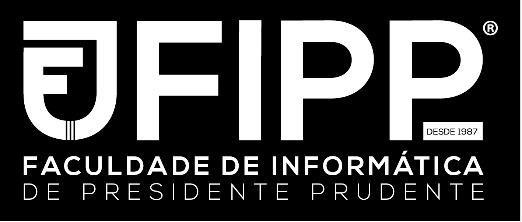 FIPP®
DESDE 1987
FACULDADE DE INFORMÁTICA
DE PRESIDENTE PRUDENTE